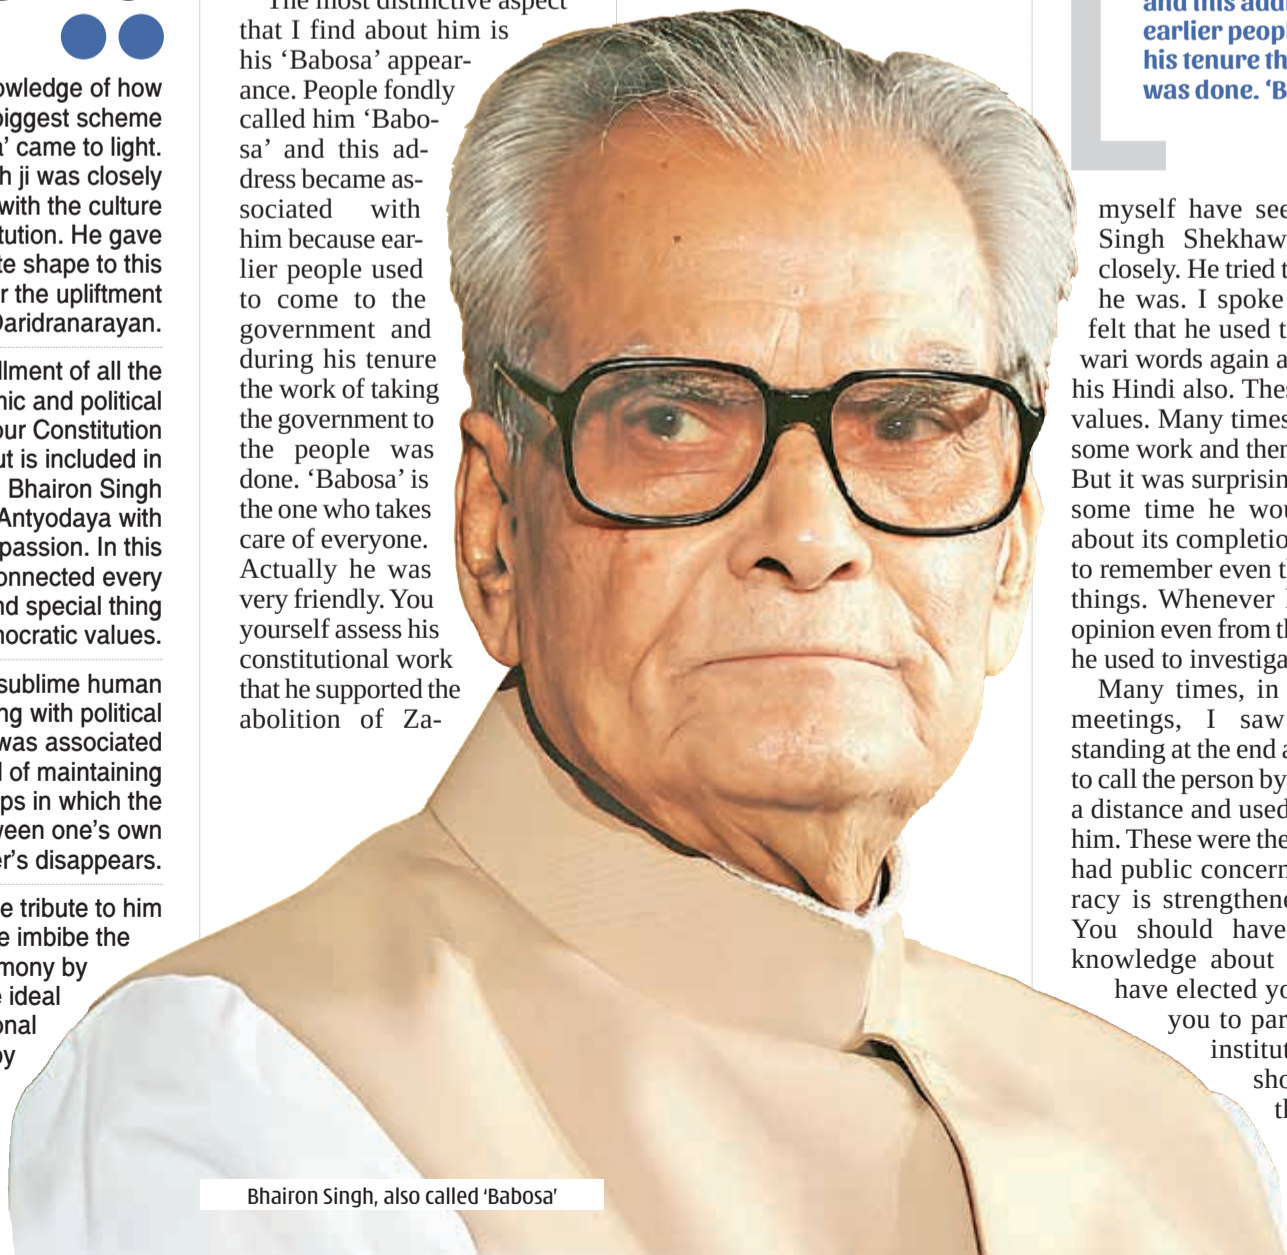 owledge of how
biggest scheme
a’ came to light.
h ji was closely
with the culture
tution. He gave
te shape to this
r the upliftment
Daridranarayan.
llment of all the
nic and political
our Constitution
ut is included in
Bhairon Singh
Antyodaya with
passion. In this
onnected every
nd special thing
nocratic values.
sublime human
ng with political
was associated
l of maintaining
ps in which the
ween one’s own
er’s disappears.
e tribute to him
e imbibe the
mony by
e ideal
onal
by
The most distinctive aspect
that I find about him is
his ‘Babosa’ appear-
ance. People fondly
called him ‘Babo-
sa’ and this ad-
dress became as-
sociated with
him because ear-
lier people used
to come to the
government and
during his tenure
the work of taking
the government to
the people was
done. ‘Babosa’ is
the one who takes
care of everyone.
Actually he was
very friendly. You
yourself assess his
constitutional work
that he supported the
abolition of Za-
Bhairon Singh, also called ‘Babosa’
and this add
earlier peop
his tenure th
was done. ‘B
myself have see
Singh Shekhaw
closely. He tried t
he was. I spoke
felt that he used t
wari words again a
his Hindi also. Thes
values. Many times
some work and then
But it was surprisin
some time he wou
about its completio
to remember even t
things. Whenever
opinion even from th
he used to investiga
Many times, in
meetings, I saw
standing at the end a
to call the person by
a distance and used
him. These were the
had public concern
racy is strengthene
You should have
knowledge about
have elected yo
you to par
institut
sho
th